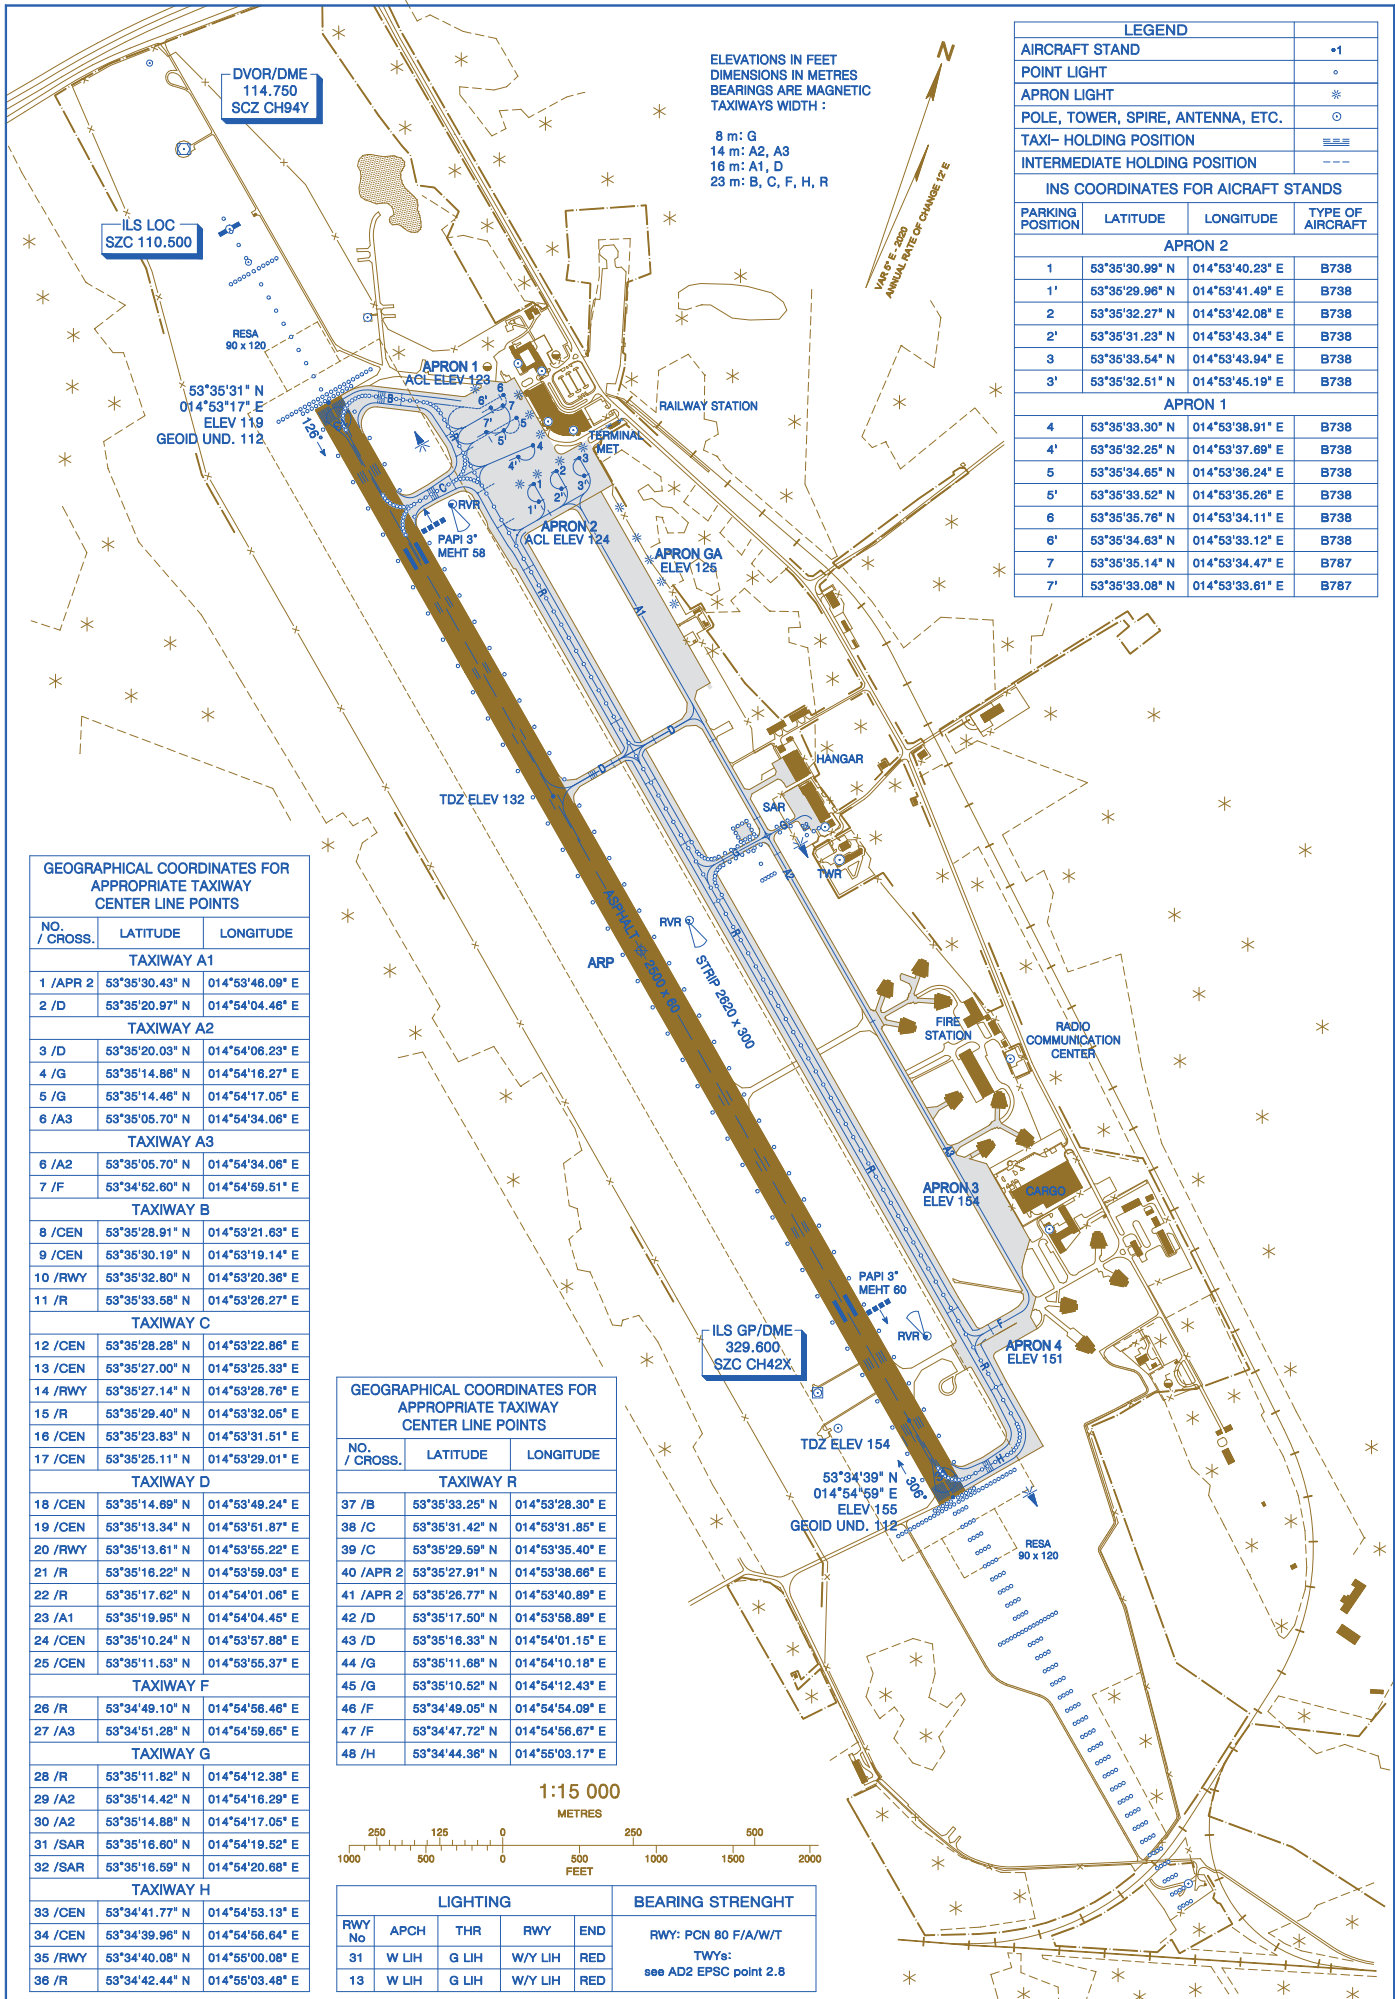 DVOR/DME
114.750
SCZ CH94Y
ILS LOC
SZC 110.500
ELEVATIONS IN FEET
DIMENSIONS IN METRES
BEARINGS ARE MAGNETIC
TAXIWAYS WIDTH :
8 m: G
14 m: A2, A3
16 m: A1, D
23 m: B, C, F, H, R
N
VAR 5° E - 2020
ANNUAL RATE OF CHANGE 12' E
LEGEND
AIRCRAFT STAND •1
POINT LIGHT
APRON LIGHT
POLE, TOWER, SPIRE, ANTENNA, ETC.
TAXI- HOLDING POSITION
INTERMEDIATE HOLDING POSITION
INS COORDINATES FOR AICRAFT STANDS
PARKING POSITION LATITUDE LONGITUDE TYPE OF AIRCRAFT
APRON 2
1 53°35'30.99" N 014°53'40.23" E B738
1' 53°35'29.96" N 014°53'41.49" E B738
2 53°35'32.27" N 014°53'42.08" E B738
2' 53°35'31.23" N 014°53'43.34" E B738
3 53°35'33.54" N 014°53'43.94" E B738
3' 53°35'32.51" N 014°53'45.19" E B738
APRON 1
4 53°35'33.30" N 014°53'38.91" E B738
4' 53°35'32.25" N 014°53'37.69" E B738
5 53°35'34.65" N 014°53'36.24" E B738
5' 53°35'33.52" N 014°53'35.26" E B738
6 53°35'35.76" N 014°53'34.11" E B738
6' 53°35'34.63" N 014°53'33.12" E B738
7 53°35'35.14" N 014°53'34.47" E B787
7' 53°35'33.08" N 014°53'33.61" E B787
RESA
90 x 120
53°35'31" N
014°53'17" E
ELEV 119
GEOID UND. 112
126°
APRON 1
ACL ELEV 123
B
R
C
6
6'
7
7'
5
5'
4
4'
3
3'
2
2'
1
1'
TERMINAL
MET
RAILWAY STATION
RVR
PAPI 3°
MEHT 58
APRON 2
ACL ELEV 124
APRON GA
ELEV 125
R
A1
D
D
TDZ ELEV 132
HANGAR
SAR
G
G
A2
TWR
RVR
R
ASPHALT 2500 x 60
ARP
STRIP 2620 x 300
FIRE
STATION
RADIO
COMMUNICATION
CENTER
A3
R
APRON 3
ELEV 154
CARGO
PAPI 3°
MEHT 60
RVR
F
R
APRON 4
ELEV 151
ILS GP/DME
329.600
SZC CH42X
TDZ ELEV 154
53°34'39" N
014°54'59" E
ELEV 155
GEOID UND. 112
306°
H
RESA
90 x 120
GEOGRAPHICAL COORDINATES FOR
APPROPRIATE TAXIWAY
CENTER LINE POINTS
NO. / CROSS. LATITUDE LONGITUDE
TAXIWAY A1
1 /APR 2 53°35'30.43" N 014°53'46.09" E
2 /D 53°35'20.97" N 014°54'04.46" E
TAXIWAY A2
3 /D 53°35'20.03" N 014°54'06.23" E
4 /G 53°35'14.86" N 014°54'16.27" E
5 /G 53°35'14.46" N 014°54'17.05" E
6 /A3 53°35'05.70" N 014°54'34.06" E
TAXIWAY A3
6 /A2 53°35'05.70" N 014°54'34.06" E
7 /F 53°34'52.60" N 014°54'59.51" E
TAXIWAY B
8 /CEN 53°35'28.91" N 014°53'21.63" E
9 /CEN 53°35'30.19" N 014°53'19.14" E
10 /RWY 53°35'32.80" N 014°53'20.36" E
11 /R 53°35'33.58" N 014°53'26.27" E
TAXIWAY C
12 /CEN 53°35'28.28" N 014°53'22.86" E
13 /CEN 53°35'27.00" N 014°53'25.33" E
14 /RWY 53°35'27.14" N 014°53'28.76" E
15 /R 53°35'29.40" N 014°53'32.05" E
16 /CEN 53°35'23.83" N 014°53'31.51" E
17 /CEN 53°35'25.11" N 014°53'29.01" E
TAXIWAY D
18 /CEN 53°35'14.69" N 014°53'49.24" E
19 /CEN 53°35'13.34" N 014°53'51.87" E
20 /RWY 53°35'13.61" N 014°53'55.22" E
21 /R 53°35'16.22" N 014°53'59.03" E
22 /R 53°35'17.62" N 014°54'01.06" E
23 /A1 53°35'19.95" N 014°54'04.45" E
24 /CEN 53°35'10.24" N 014°53'57.88" E
25 /CEN 53°35'11.53" N 014°53'55.37" E
TAXIWAY F
26 /R 53°34'49.10" N 014°54'56.46" E
27 /A3 53°34'51.28" N 014°54'59.65" E
TAXIWAY G
28 /R 53°35'11.82" N 014°54'12.38" E
29 /A2 53°35'14.42" N 014°54'16.29" E
30 /A2 53°35'14.88" N 014°54'17.05" E
31 /SAR 53°35'16.60" N 014°54'19.52" E
32 /SAR 53°35'16.59" N 014°54'20.68" E
TAXIWAY H
33 /CEN 53°34'41.77" N 014°54'53.13" E
34 /CEN 53°34'39.96" N 014°54'56.64" E
35 /RWY 53°34'40.08" N 014°55'00.08" E
36 /R 53°34'42.44" N 014°55'03.48" E
GEOGRAPHICAL COORDINATES FOR
APPROPRIATE TAXIWAY
CENTER LINE POINTS
NO. / CROSS. LATITUDE LONGITUDE
TAXIWAY R
37 /B 53°35'33.25" N 014°53'28.30" E
38 /C 53°35'31.42" N 014°53'31.85" E
39 /C 53°35'29.59" N 014°53'35.40" E
40 /APR 2 53°35'27.91" N 014°53'38.66" E
41 /APR 2 53°35'26.77" N 014°53'40.89" E
42 /D 53°35'17.50" N 014°53'58.89" E
43 /D 53°35'16.33" N 014°54'01.15" E
44 /G 53°35'11.68" N 014°54'10.18" E
45 /G 53°35'10.52" N 014°54'12.43" E
46 /F 53°34'49.05" N 014°54'54.09" E
47 /F 53°34'47.72" N 014°54'56.67" E
48 /H 53°34'44.36" N 014°55'03.17" E
1:15 000
METRES
250 125 0 250 500
1000 500 0 500 1000 1500 2000
FEET
LIGHTING
RWY No APCH THR RWY END
31 W LIH G LIH W/Y LIH RED
13 W LIH G LIH W/Y LIH RED
BEARING STRENGHT
RWY: PCN 80 F/A/W/T
TWYs:
see AD2 EPSC point 2.8